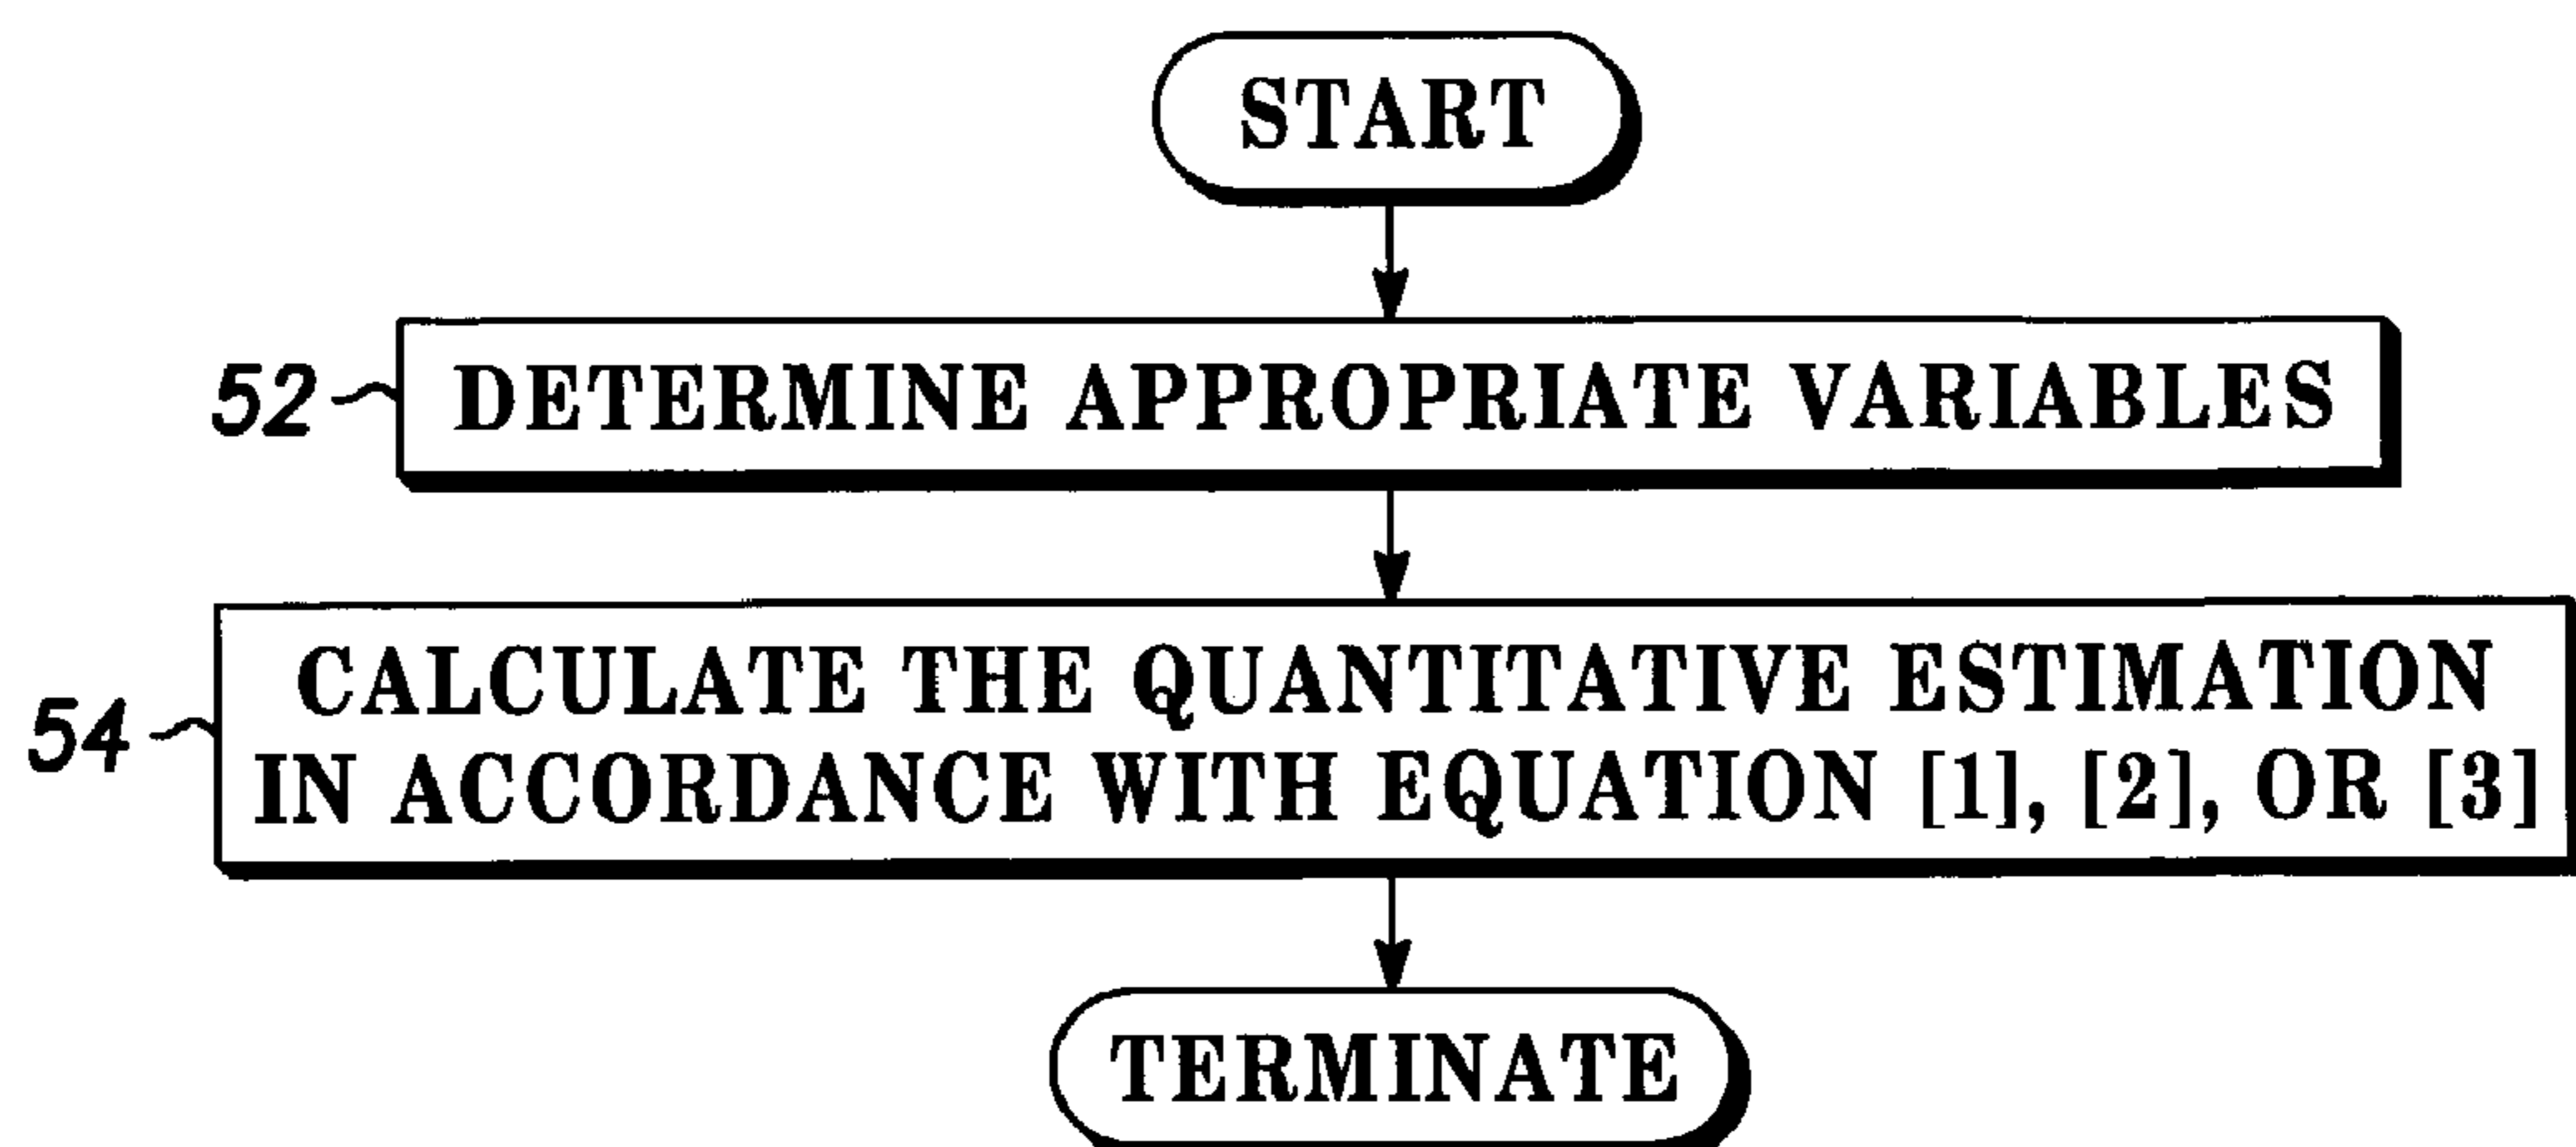 START
52
DETERMINE APPROPRIATE VARIABLES
54
CALCULATE THE QUANTITATIVE ESTIMATION
IN ACCORDANCE WITH EQUATION [1], [2], OR [3]
TERMINATE